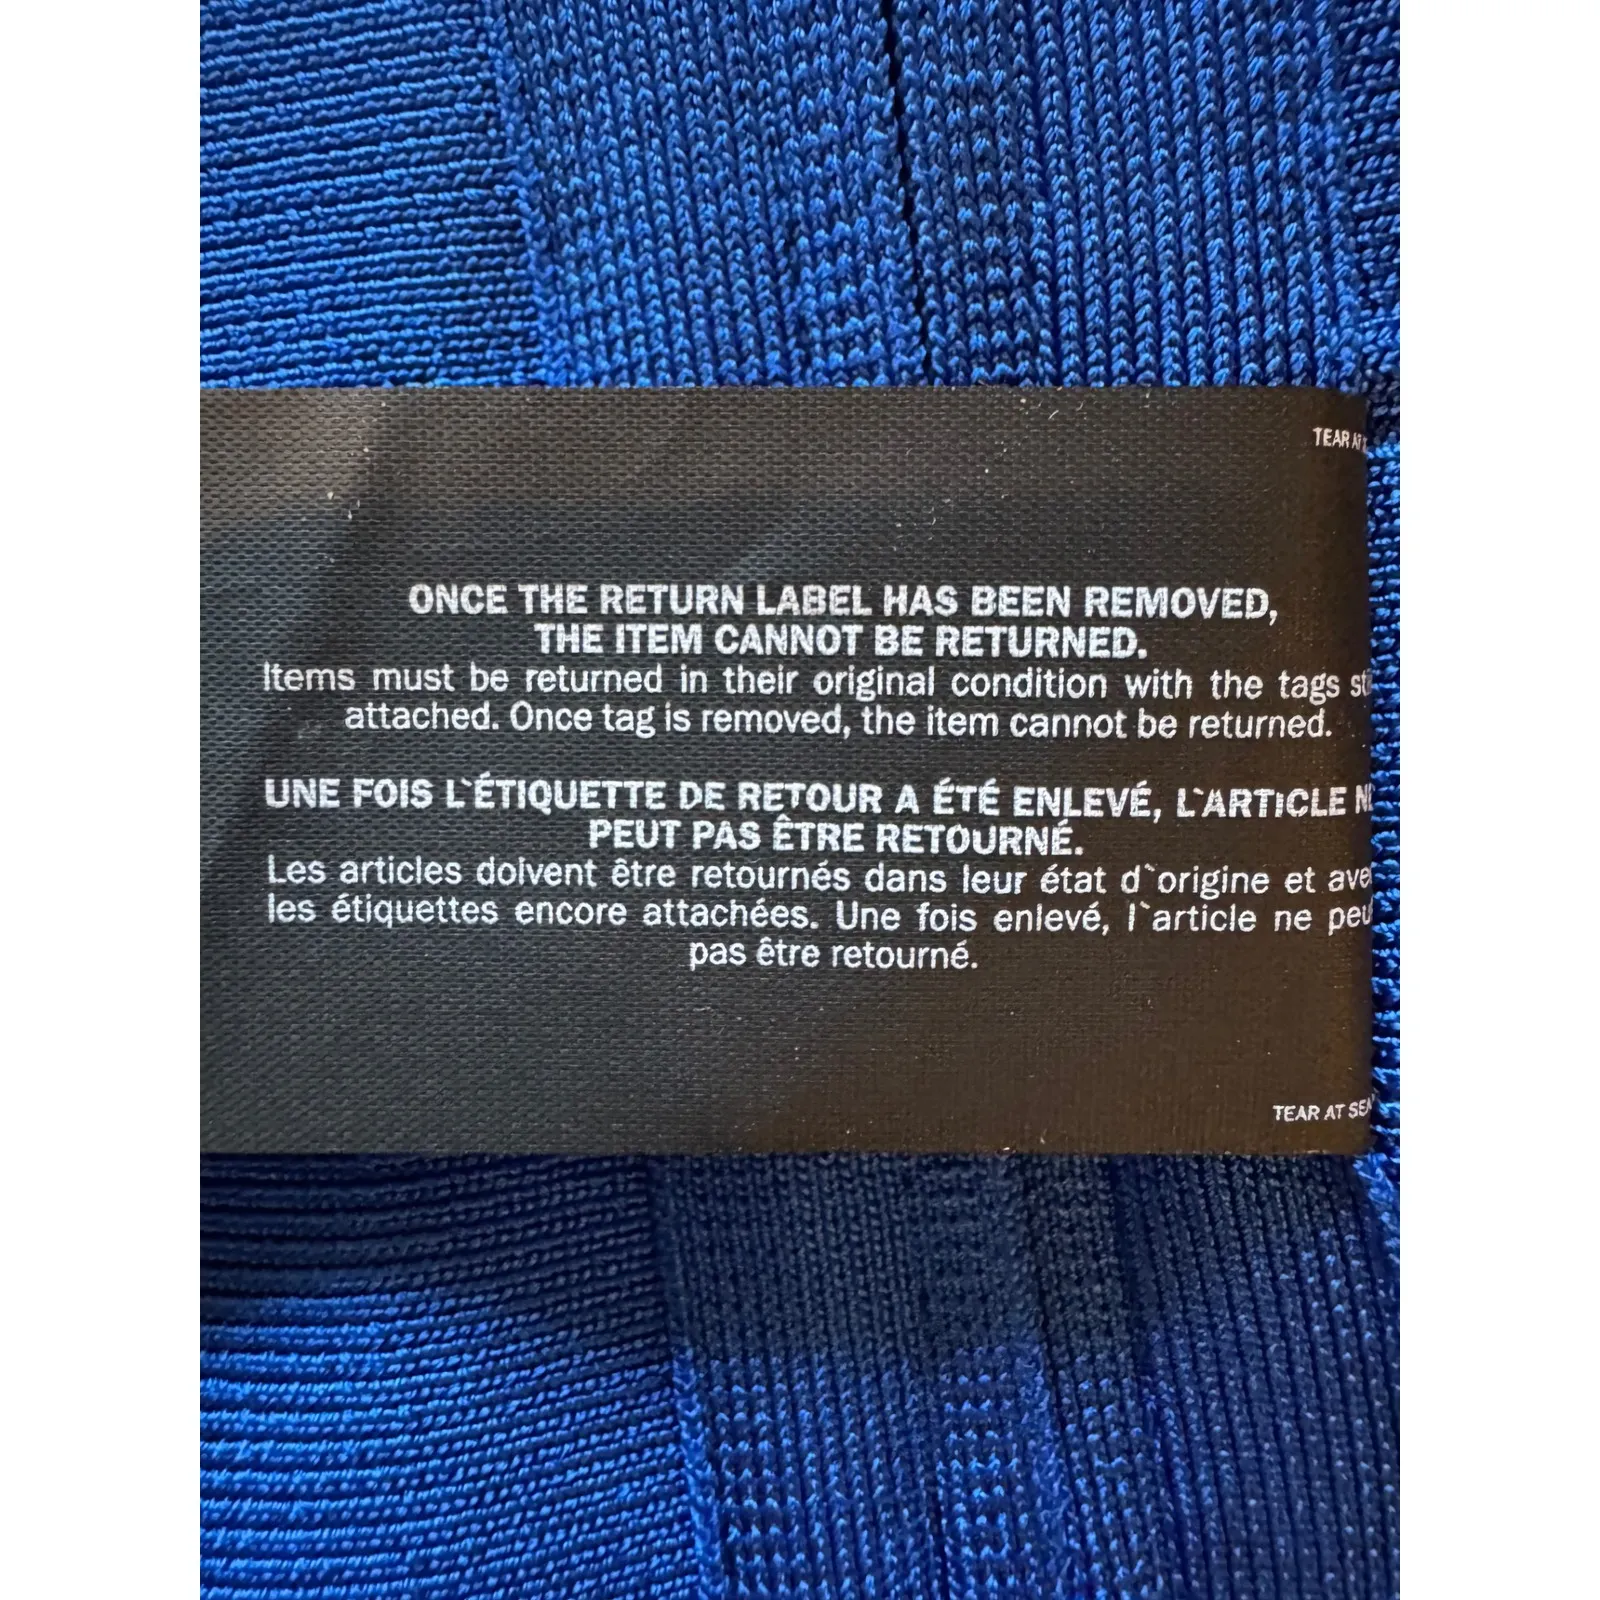 TEAR AT
ONCE THE RETURN LABEL HAS BEEN REMOVED,
THE ITEM CANNOT BE RETURNED.
Items must be returned in their original condition with the tags
attached. Once tag is removed, the item cannot be returned.
UNE FOIS L`ÉTIQUETTE DE RETOUR A ÉTÉ ENLEVÉ, L`ARTICLE
PEUT PAS ÊTRE RETOURNÉ.
Les articles doivent être retournés dans leur état d`origine et
les étiquettes encore attachées. Une fois enlevé, l`article ne
pas être retourné.
TEAR AT